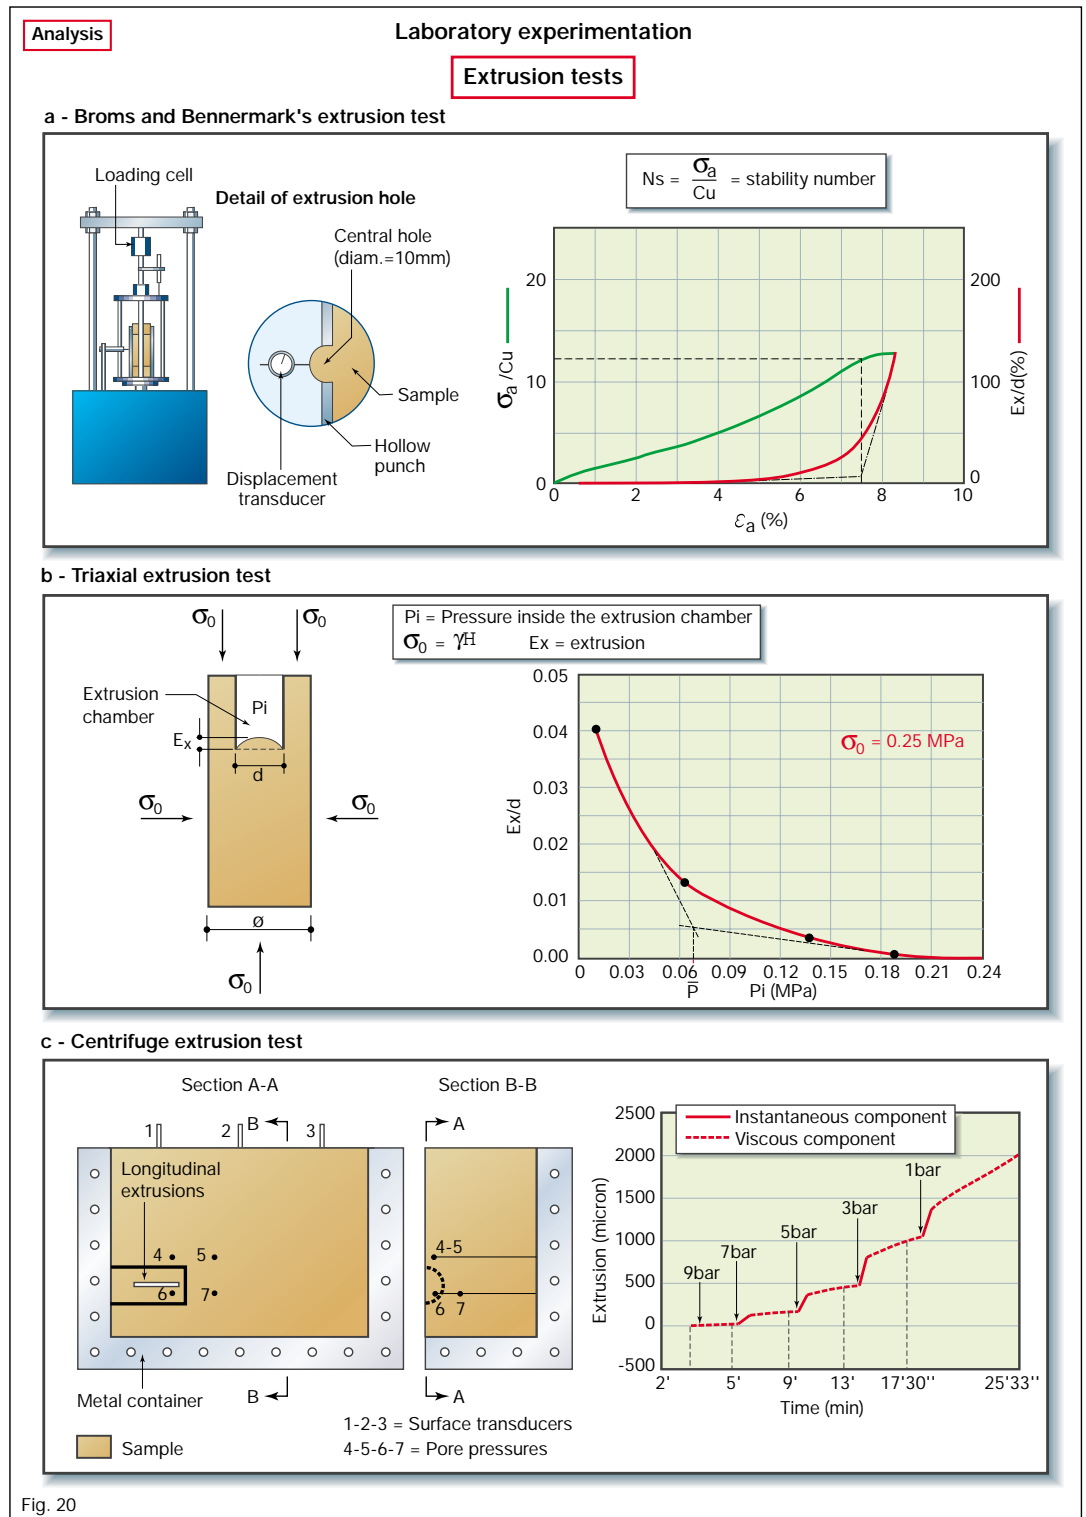 Analysis
Laboratory experimentation
Extrusion tests
a - Broms and Bennermark's extrusion test
Loading cell
Detail of extrusion hole
Central hole
(diam.=10mm)
Sample
Hollow
punch
Displacement
transducer
Ns = σa/Cu = stability number
20
10
0
σa/Cu
200
100
0
Ex/d(%)
0 2 4 6 8 10
εa (%)
b - Triaxial extrusion test
σ0 σ0
Extrusion
chamber
Pi
Ex
d
σ0 σ0
ø
σ0
Pi = Pressure inside the extrusion chamber
σ0 = γH Ex = extrusion
0.05
0.04
0.03
0.02
0.01
0.00
Ex/d
σ0 = 0.25 MPa
0 0.03 0.06 0.09 0.12 0.15 0.18 0.21 0.24
P̅ Pi (MPa)
c - Centrifuge extrusion test
Section A-A
Section B-B
1 2 B 3
A
Longitudinal
extrusions
4 5
6 7
4-5
6 7
Metal container
B
A
1-2-3 = Surface transducers
4-5-6-7 = Pore pressures
Sample
Instantaneous component
Viscous component
2500
2000
1500
1000
500
0
-500
Extrusion (micron)
9bar
7bar
5bar
3bar
1bar
2' 5' 9' 13' 17'30'' 25'33''
Time (min)
Fig. 20